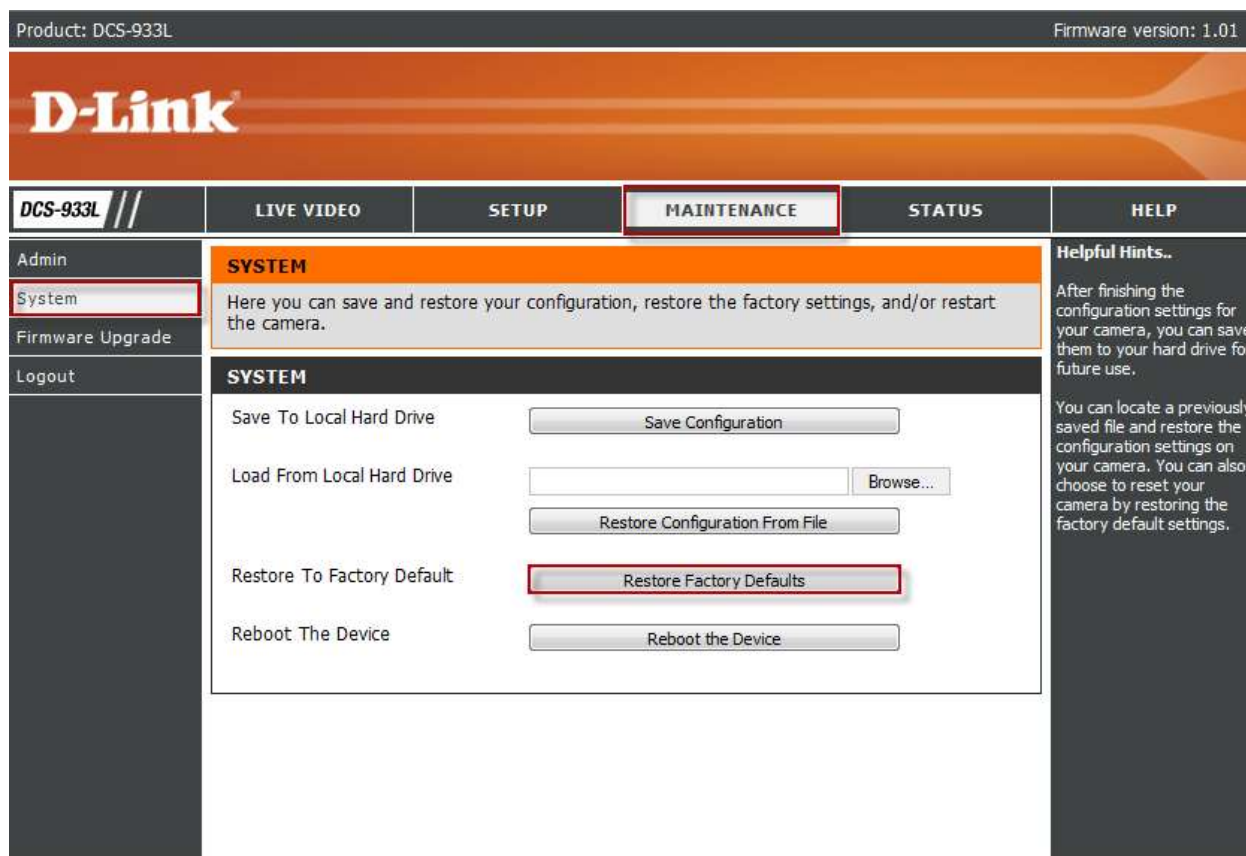 Product: DCS-933L
Firmware version: 1.01
D-Link
DCS-933L
LIVE VIDEO
SETUP
MAINTENANCE
STATUS
HELP
Admin
System
Firmware Upgrade
Logout
SYSTEM
Here you can save and restore your configuration, restore the factory settings, and/or restart
the camera.
SYSTEM
Save To Local Hard Drive
Save Configuration
Load From Local Hard Drive
Browse...
Restore Configuration From File
Restore To Factory Default
Restore Factory Defaults
Reboot The Device
Reboot the Device
Helpful Hints..
After finishing the
configuration settings for
your camera, you can save
them to your hard drive fo
future use.
You can locate a previously
saved file and restore the
configuration settings on
your camera. You can also
choose to reset your
camera by restoring the
factory default settings.